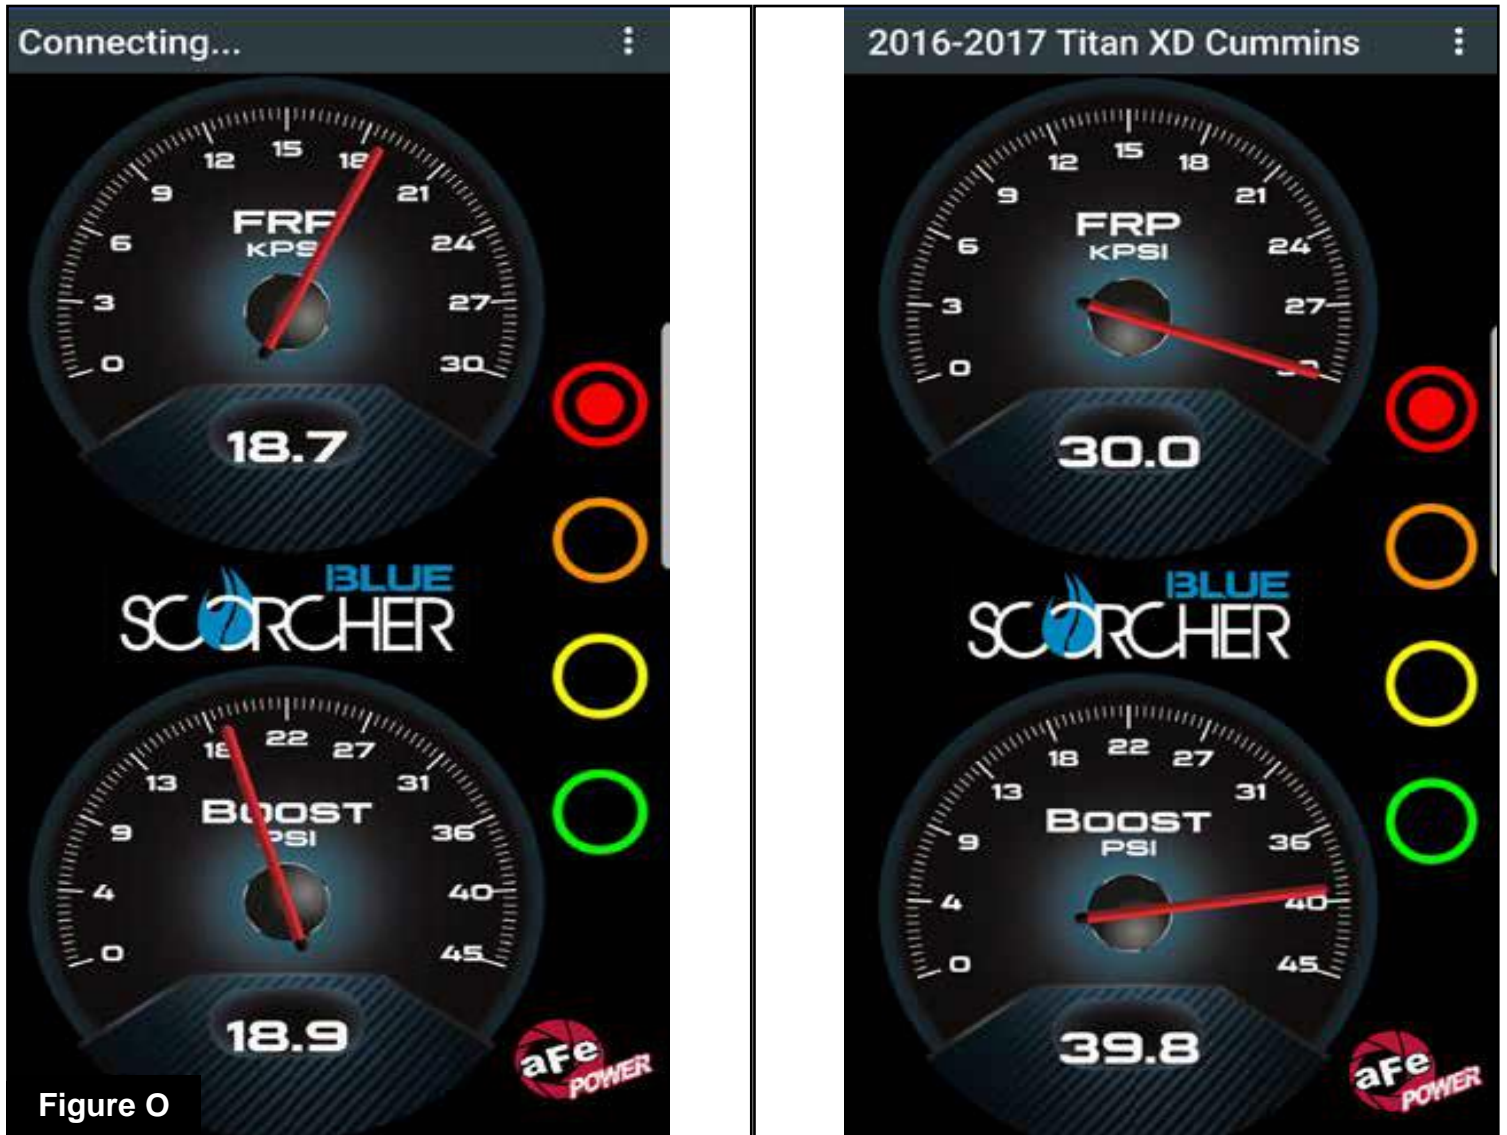 Connecting...
12 15 18
9 21
FRP
6 KPSI 24
3 27
0 30
18.7
BLUE
SCORCHER
18 22 27
13 31
BOOST
9 PSI 36
4 40
0 45
18.9
aFe
POWER
Figure O
2016-2017 Titan XD Cummins
12 15 18
9 21
FRP
6 KPSI 24
3 27
0 30
30.0
BLUE
SCORCHER
18 22 27
13 31
BOOST
9 PSI 36
4 40
0 45
39.8
aFe
POWER